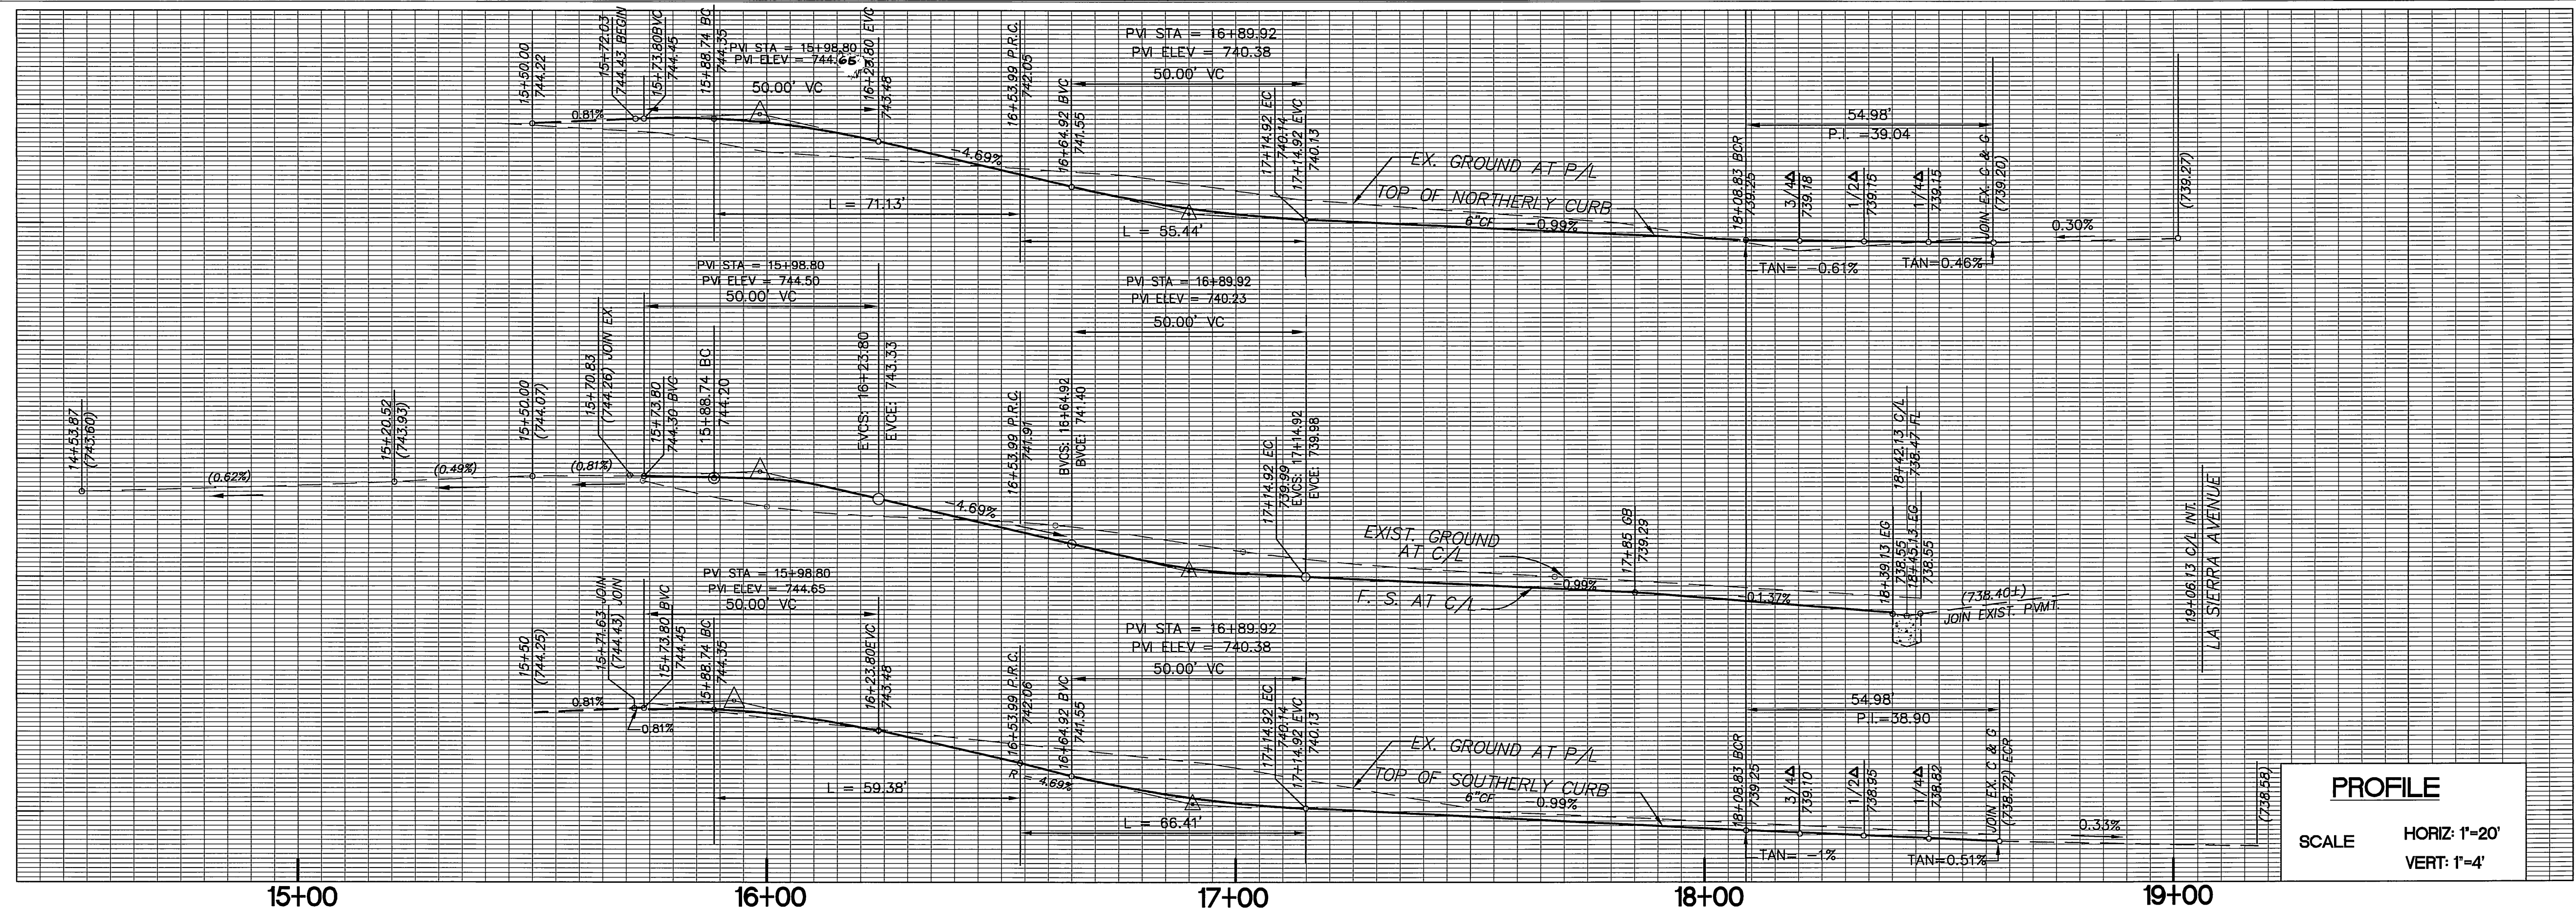 15+50.00
744.22
15+72.03
744.43 BEGIN
15+73.80BVC
744.45
15+88.74 BC
744.35
PVI STA = 15+98.80
PVI ELEV = 744.65
50.00' VC
16+23.80 EVC
743.48
16+53.99 P.R.C.
742.05
16+64.92 BVC
741.55
PVI STA = 16+89.92
PVI ELEV = 740.38
50.00' VC
17+14.92 EC
740.14
17+14.92 EVC
740.13
0.81%
-4.69%
L = 71.13'
L = 55.44'
EX. GROUND AT P/L
TOP OF NORTHERLY CURB
6"CF
-0.99%
18+08.83 BCR
739.25
54.98'
P.I. =39.04
3/4Δ
739.18
1/2Δ
739.15
1/4Δ
739.15
JOIN EX. C & G
(739.20)
0.30%
(739.27)
TAN= -0.61%
TAN=0.46%
14+53.87
(743.60)
(0.62%)
15+20.52
(743.93)
(0.49%)
15+50.00
(744.07)
(0.81%)
15+70.83
(744.26) JOIN EX.
15+73.80
744.30 BVC
15+88.74 BC
744.20
PVI STA = 15+98.80
PVI ELEV = 744.50
50.00' VC
EVCS: 16+23.80
EVCE: 743.33
-4.69%
16+53.99 P.R.C.
741.91
BVCS: 16+64.92
BVCE: 741.40
PVI STA = 16+89.92
PVI ELEV = 740.23
50.00' VC
17+14.92 EC
739.99
EVCS: 17+14.92
EVCE: 739.98
EXIST. GROUND
AT C/L
F. S. AT C/L
-0.99%
17+85 GB
739.29
-01.37%
18+39.13 EG
738.55
18+42.13 C/L
738.47 FL
18+45.13 EG
738.55
(738.40±)
JOIN EXIST. PVMT.
19+06.13 C/L INT.
LA SIERRA AVENUE
15+50
(744.25)
0.81%
15+71.63 JOIN
(744.43) JOIN
0.81%
15+73.80 BVC
744.45
15+88.74 BC
744.35
PVI STA = 15+98.80
PVI ELEV = 744.65
50.00' VC
16+23.80EVC
743.48
16+53.99 P.R.C.
742.06
16+64.92 BVC
741.55
PVI STA = 16+89.92
PVI ELEV = 740.38
50.00' VC
17+14.92 EC
740.14
17+14.92 EVC
740.13
L = 59.38'
4.69%
L = 66.41'
EX. GROUND AT P/L
TOP OF SOUTHERLY CURB
6"CF
-0.99%
18+08.83 BCR
739.25
54.98'
P.I.=38.90
3/4Δ
739.10
1/2Δ
738.95
1/4Δ
738.82
JOIN EX. C & G
(738.72) ECR
0.33%
(738.58)
TAN= -1%
TAN=0.51%
PROFILE
SCALE
HORIZ: 1"=20'
VERT: 1"=4'
15+00
16+00
17+00
18+00
19+00